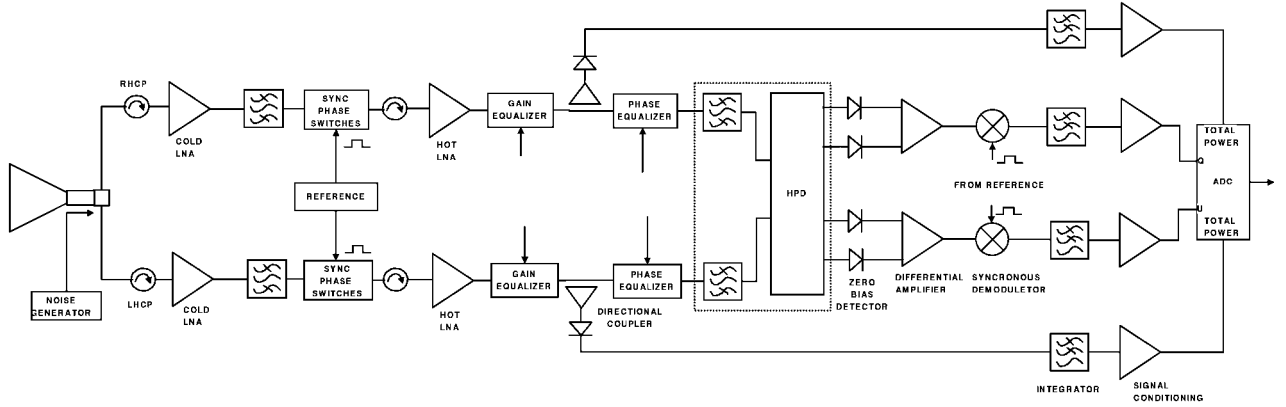 RHCP
COLD
LNA
SYNC
PHASE
SWITCHES
HOT
LNA
GAIN
EQUALIZER
PHASE
EQUALIZER
REFERENCE
HPD
FROM REFERENCE
TOTAL
POWER
Q
ADC
U
TOTAL
POWER
NOISE
GENERATOR
LHCP
COLD
LNA
SYNC
PHASE
SWITCHES
HOT
LNA
GAIN
EQUALIZER
PHASE
EQUALIZER
DIRECTIONAL
COUPLER
ZERO
BIAS
DETECTOR
DIFFERENTIAL
AMPLIFIER
SYNCRONOUS
DEMODULETOR
INTEGRATOR
SIGNAL
CONDITIONING